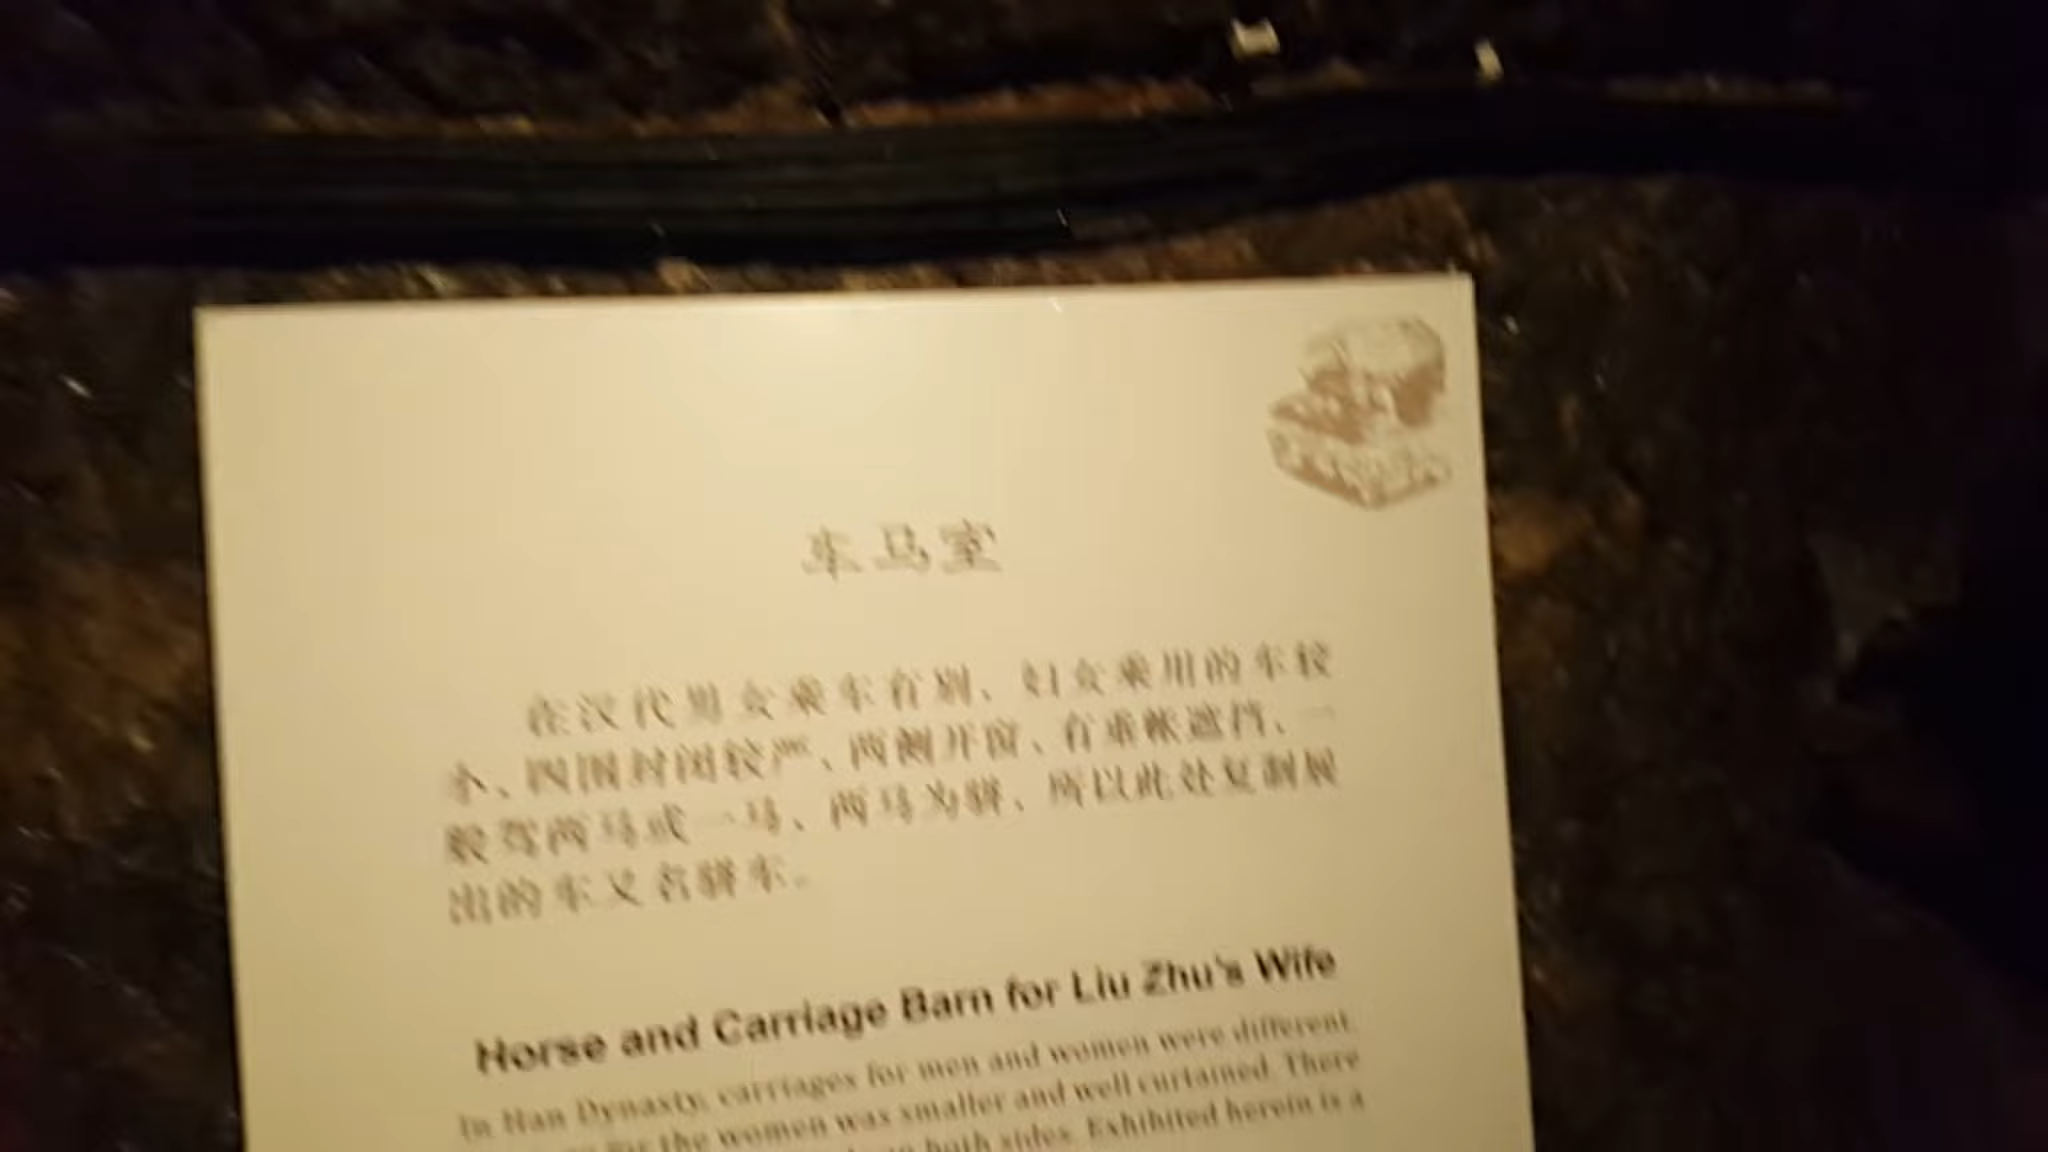 车马室
在汉代男女乘车有别、妇女乘用的车较
小、四围封闭较严、两侧开窗、有垂帐遮挡、一
般驾两马或一马、两马为骈、所以此处复制展
出的车又名骈车。
Horse and Carriage Barn for Liu Zhu's Wife
In Han Dynasty, carriages for men and women were different.
for the women was smaller and well curtained. There
on both sides. Exhibited herein is a